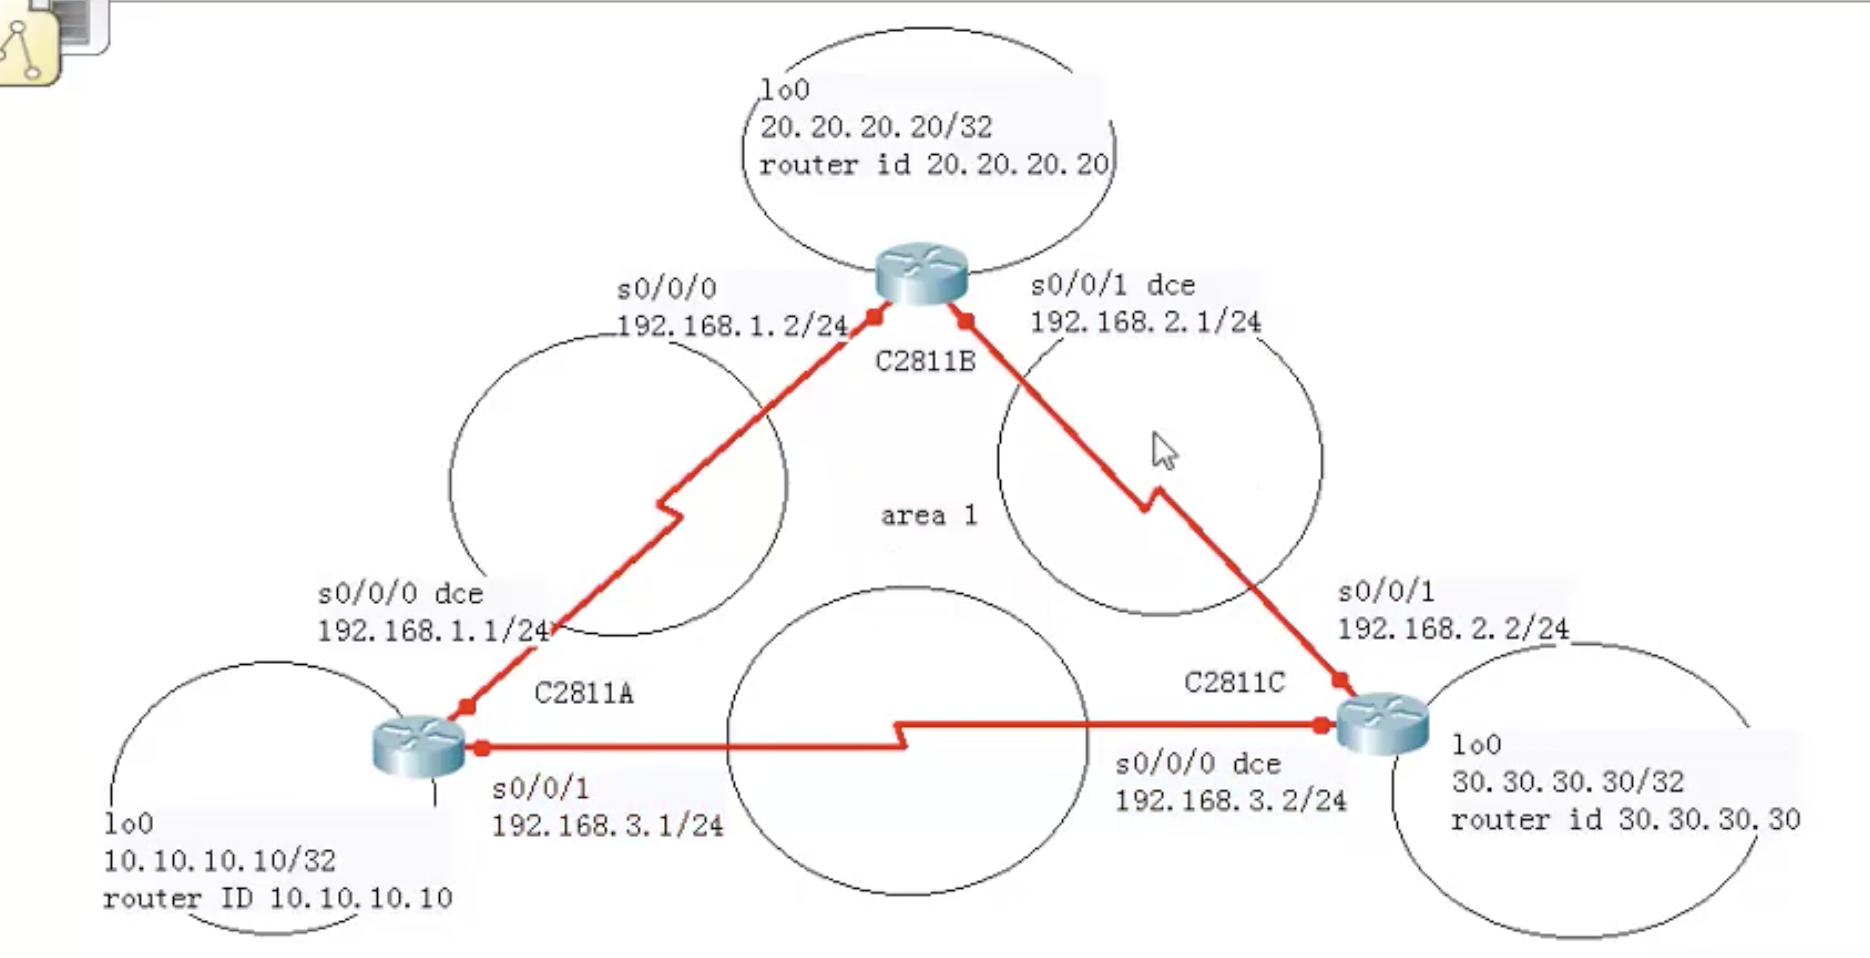 lo0
20.20.20.20/32
router id 20.20.20.20
s0/0/0
192.168.1.2/24
s0/0/1 dce
192.168.2.1/24
C2811B
area 1
s0/0/0 dce
192.168.1.1/24
s0/0/1
192.168.2.2/24
C2811A
C2811C
s0/0/1
192.168.3.1/24
s0/0/0 dce
192.168.3.2/24
lo0
30.30.30.30/32
router id 30.30.30.30
lo0
10.10.10.10/32
router ID 10.10.10.10